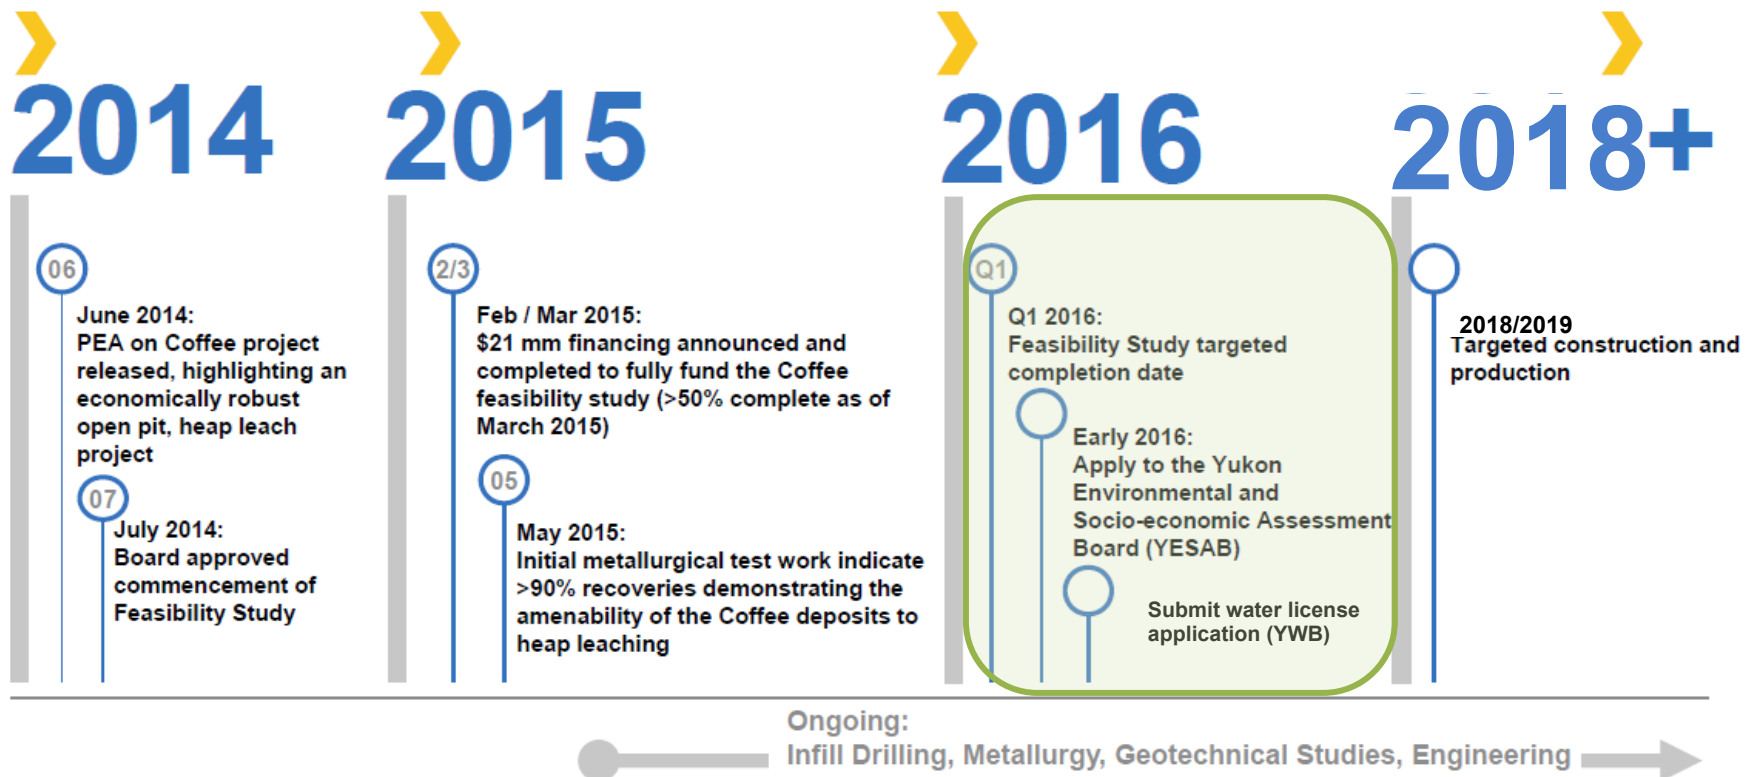 2014
2015
2016
2018+
06
June 2014:
PEA on Coffee project
released, highlighting an
economically robust
open pit, heap leach
project
07
July 2014:
Board approved
commencement of
Feasibility Study
2/3
Feb / Mar 2015:
$21 mm financing announced and
completed to fully fund the Coffee
feasibility study (>50% complete as of
March 2015)
05
May 2015:
Initial metallurgical test work indicate
>90% recoveries demonstrating the
amenability of the Coffee deposits to
heap leaching
Q1
Q1 2016:
Feasibility Study targeted
completion date
Early 2016:
Apply to the Yukon
Environmental and
Socio-economic Assessment
Board (YESAB)
Submit water license
application (YWB)
2018/2019
Targeted construction and
production
Ongoing:
Infill Drilling, Metallurgy, Geotechnical Studies, Engineering